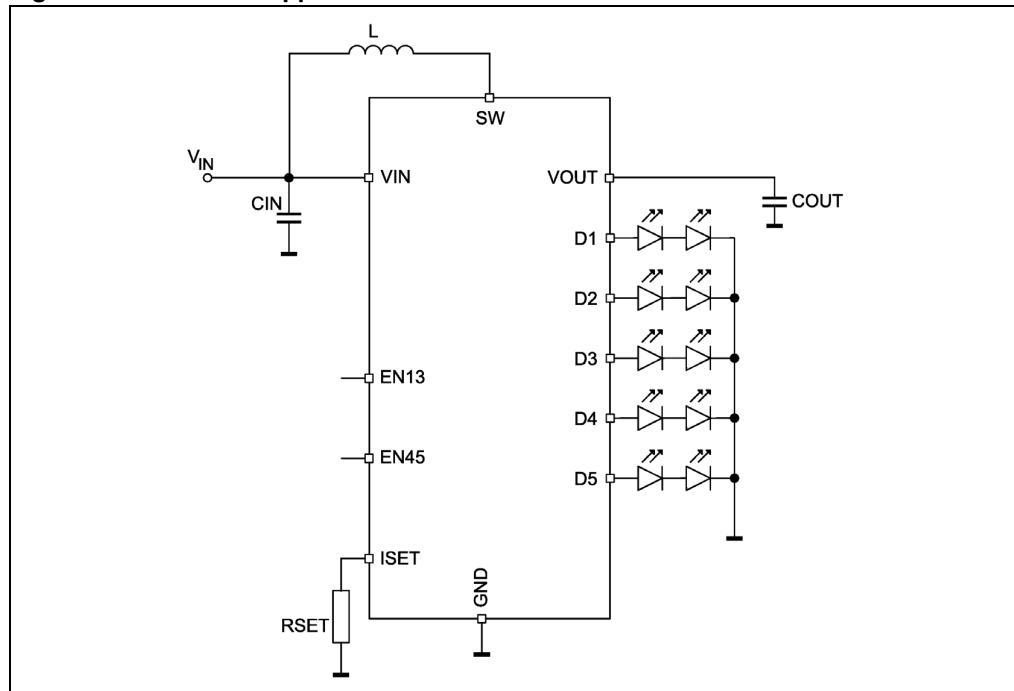 L
SW
VIN
VIN
VOUT
CIN
COUT
D1
D2
D3
EN13
D4
EN45
D5
ISET
GND
RSET